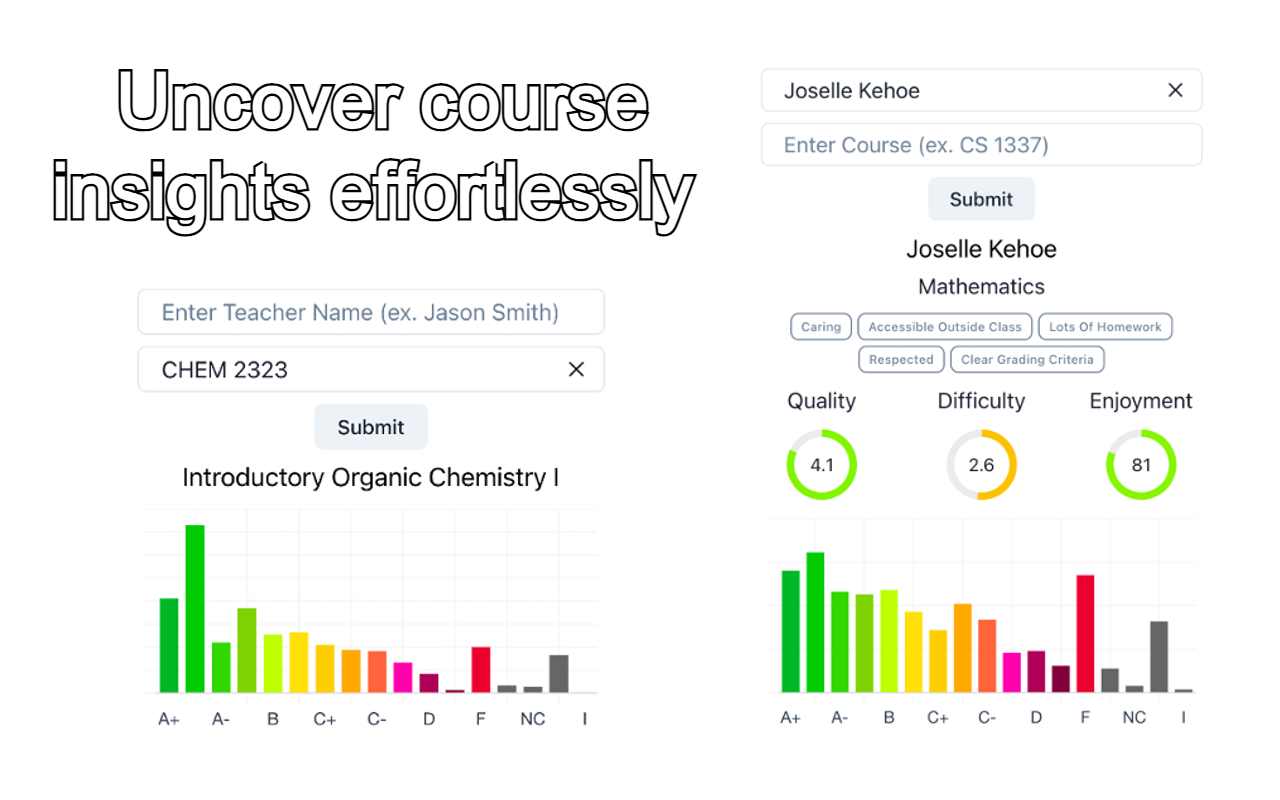 Uncover course
insights effortlessly
Enter Teacher Name (ex. Jason Smith)
CHEM 2323
Submit
Introductory Organic Chemistry I
A+ A- B C+ C- D F NC I
Joselle Kehoe
Enter Course (ex. CS 1337)
Submit
Joselle Kehoe
Mathematics
Caring Accessible Outside Class Lots Of Homework
Respected Clear Grading Criteria
Quality Difficulty Enjoyment
4.1 2.6 81
A+ A- B C+ C- D F NC I